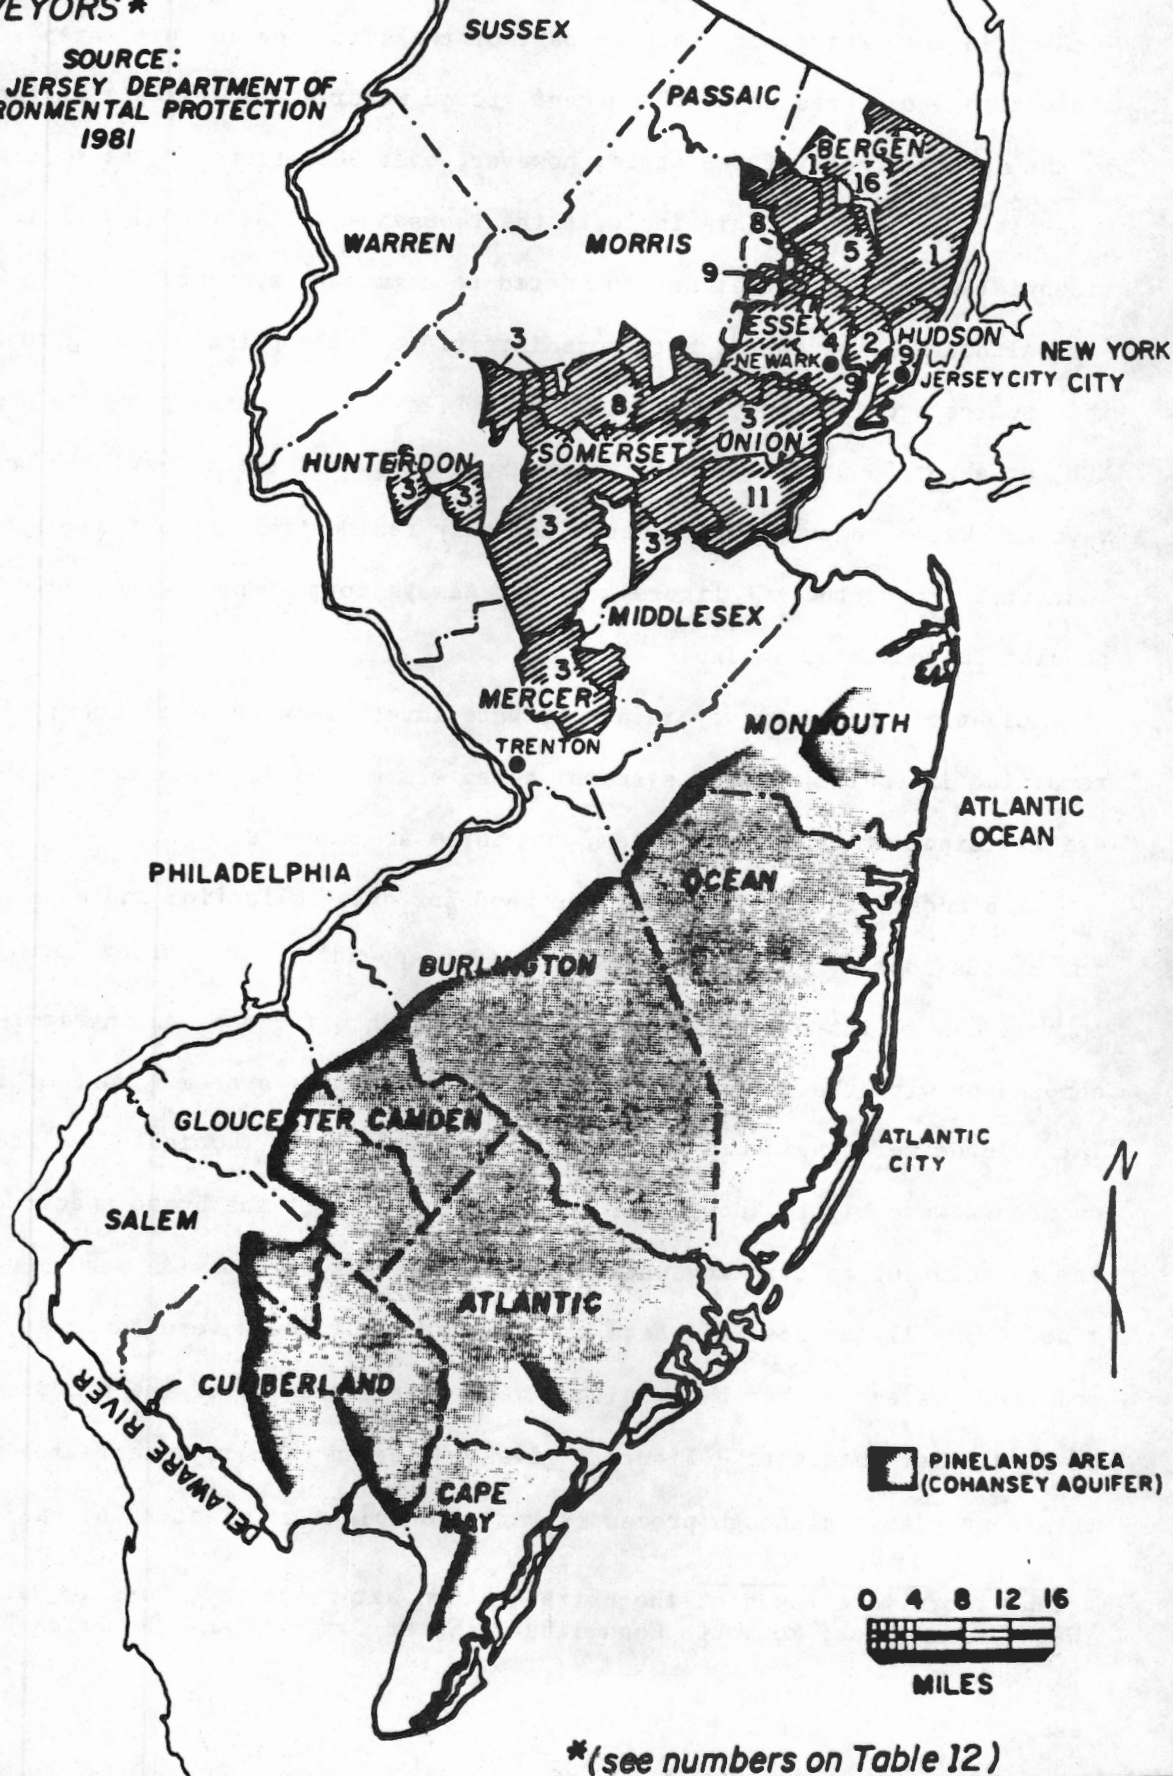 SUSSEX
SOURCE:
JERSEY DEPARTMENT OF
PROTECTION
1981
PASSAIC
BERGEN
1
16
WARREN
MORRIS
8
5
1
9
ESSEX
HUDSON
3
4
2
9
NEW YORK
CITY
NEWARK
9
JERSEY CITY
8
3
SOMERSET
UNION
HUNTERDON
3
3
11
3
3
MIDDLESEX
3
MERCER
MONMOUTH
TRENTON
ATLANTIC
OCEAN
PHILADELPHIA
OCEAN
BURLINGTON
GLOUCESTER
CAMDEN
ATLANTIC
CITY
N
SALEM
ATLANTIC
CUMBERLAND
DELAWARE RIVER
PINELANDS AREA
(COHANSEY AQUIFER)
CAPE
MAY
0 4 8 12 16
MILES
*(see numbers on Table 12)